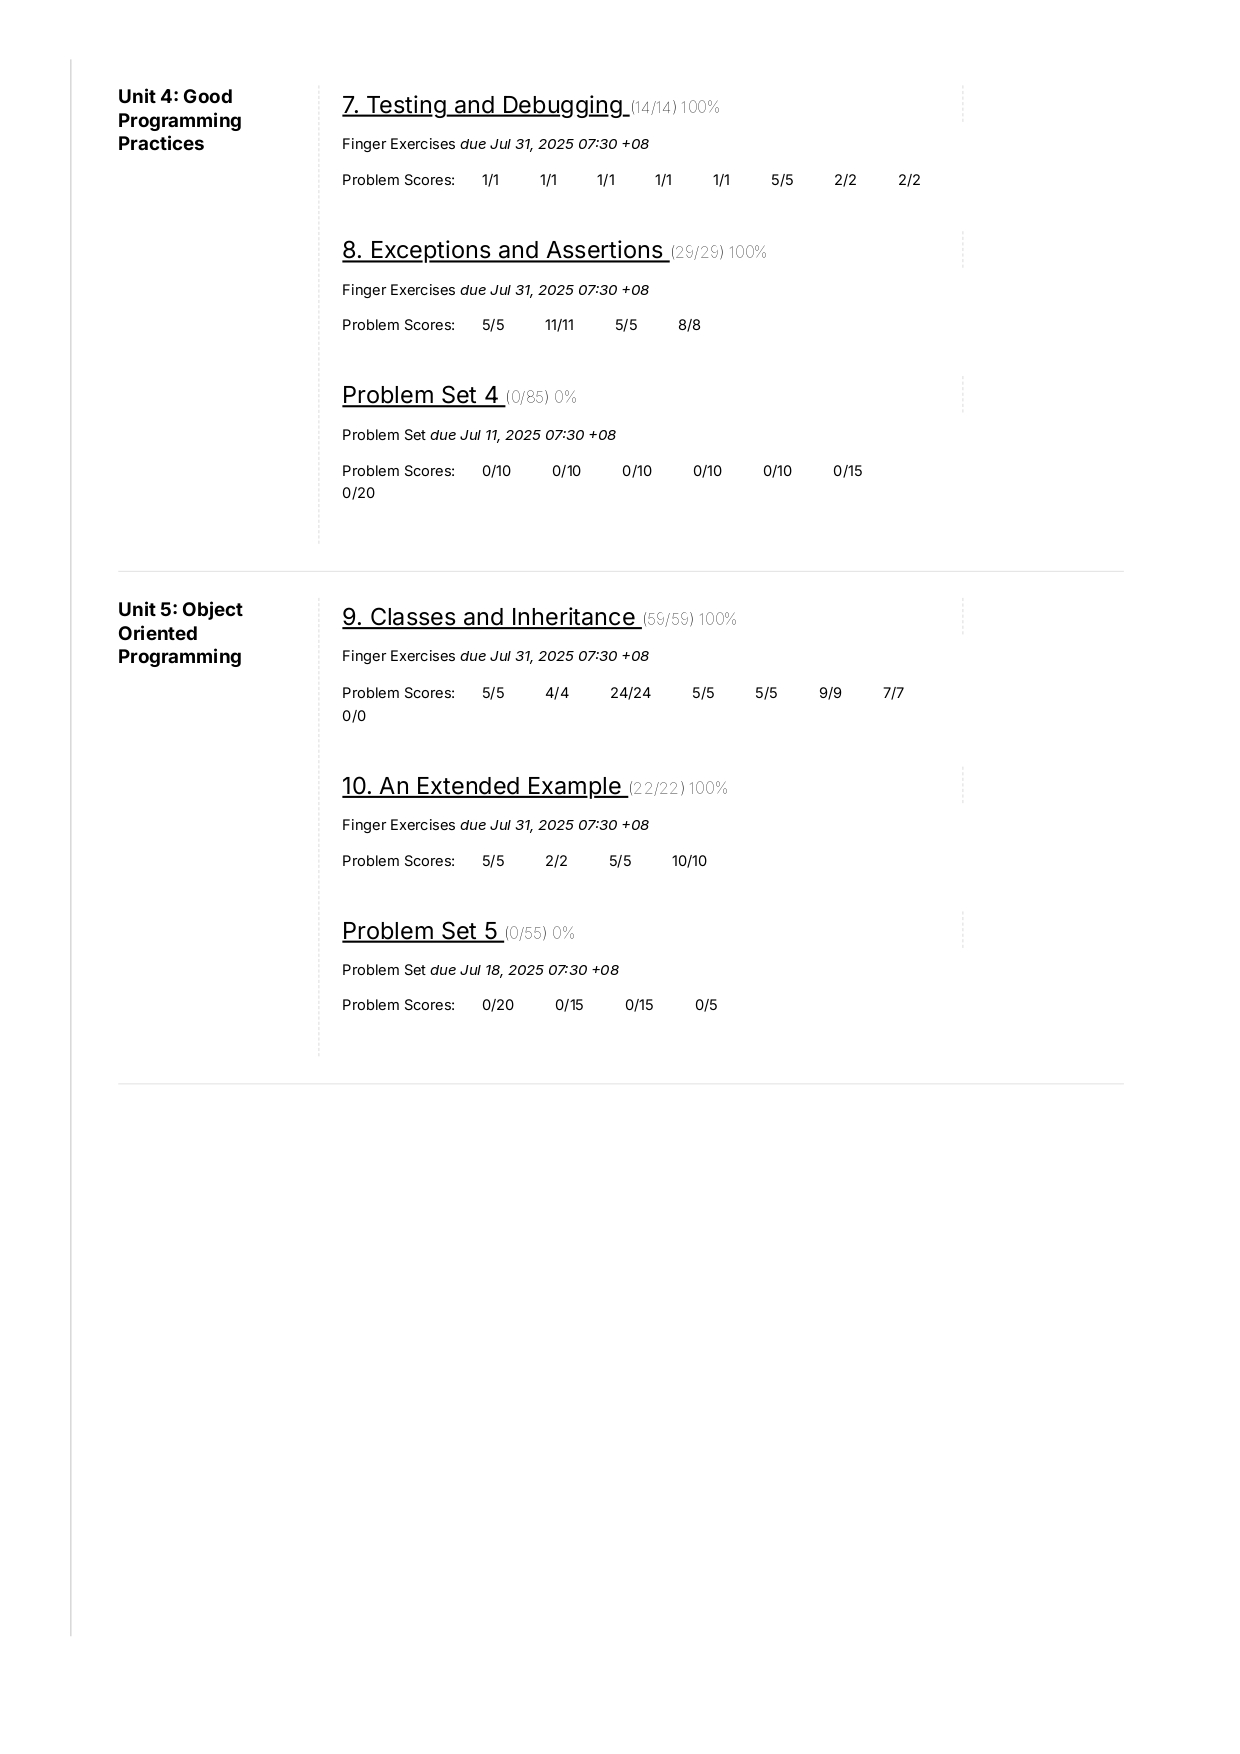 Unit 4: Good
Programming
Practices
7. Testing and Debugging (14/14) 100%
Finger Exercises due Jul 31, 2025 07:30 +08
Problem Scores: 1/1 1/1 1/1 1/1 1/1 5/5 2/2 2/2
8. Exceptions and Assertions (29/29) 100%
Finger Exercises due Jul 31, 2025 07:30 +08
Problem Scores: 5/5 11/11 5/5 8/8
Problem Set 4 (0/85) 0%
Problem Set due Jul 11, 2025 07:30 +08
Problem Scores: 0/10 0/10 0/10 0/10 0/10 0/15
0/20
Unit 5: Object
Oriented
Programming
9. Classes and Inheritance (59/59) 100%
Finger Exercises due Jul 31, 2025 07:30 +08
Problem Scores: 5/5 4/4 24/24 5/5 5/5 9/9 7/7
0/0
10. An Extended Example (22/22) 100%
Finger Exercises due Jul 31, 2025 07:30 +08
Problem Scores: 5/5 2/2 5/5 10/10
Problem Set 5 (0/55) 0%
Problem Set due Jul 18, 2025 07:30 +08
Problem Scores: 0/20 0/15 0/15 0/5